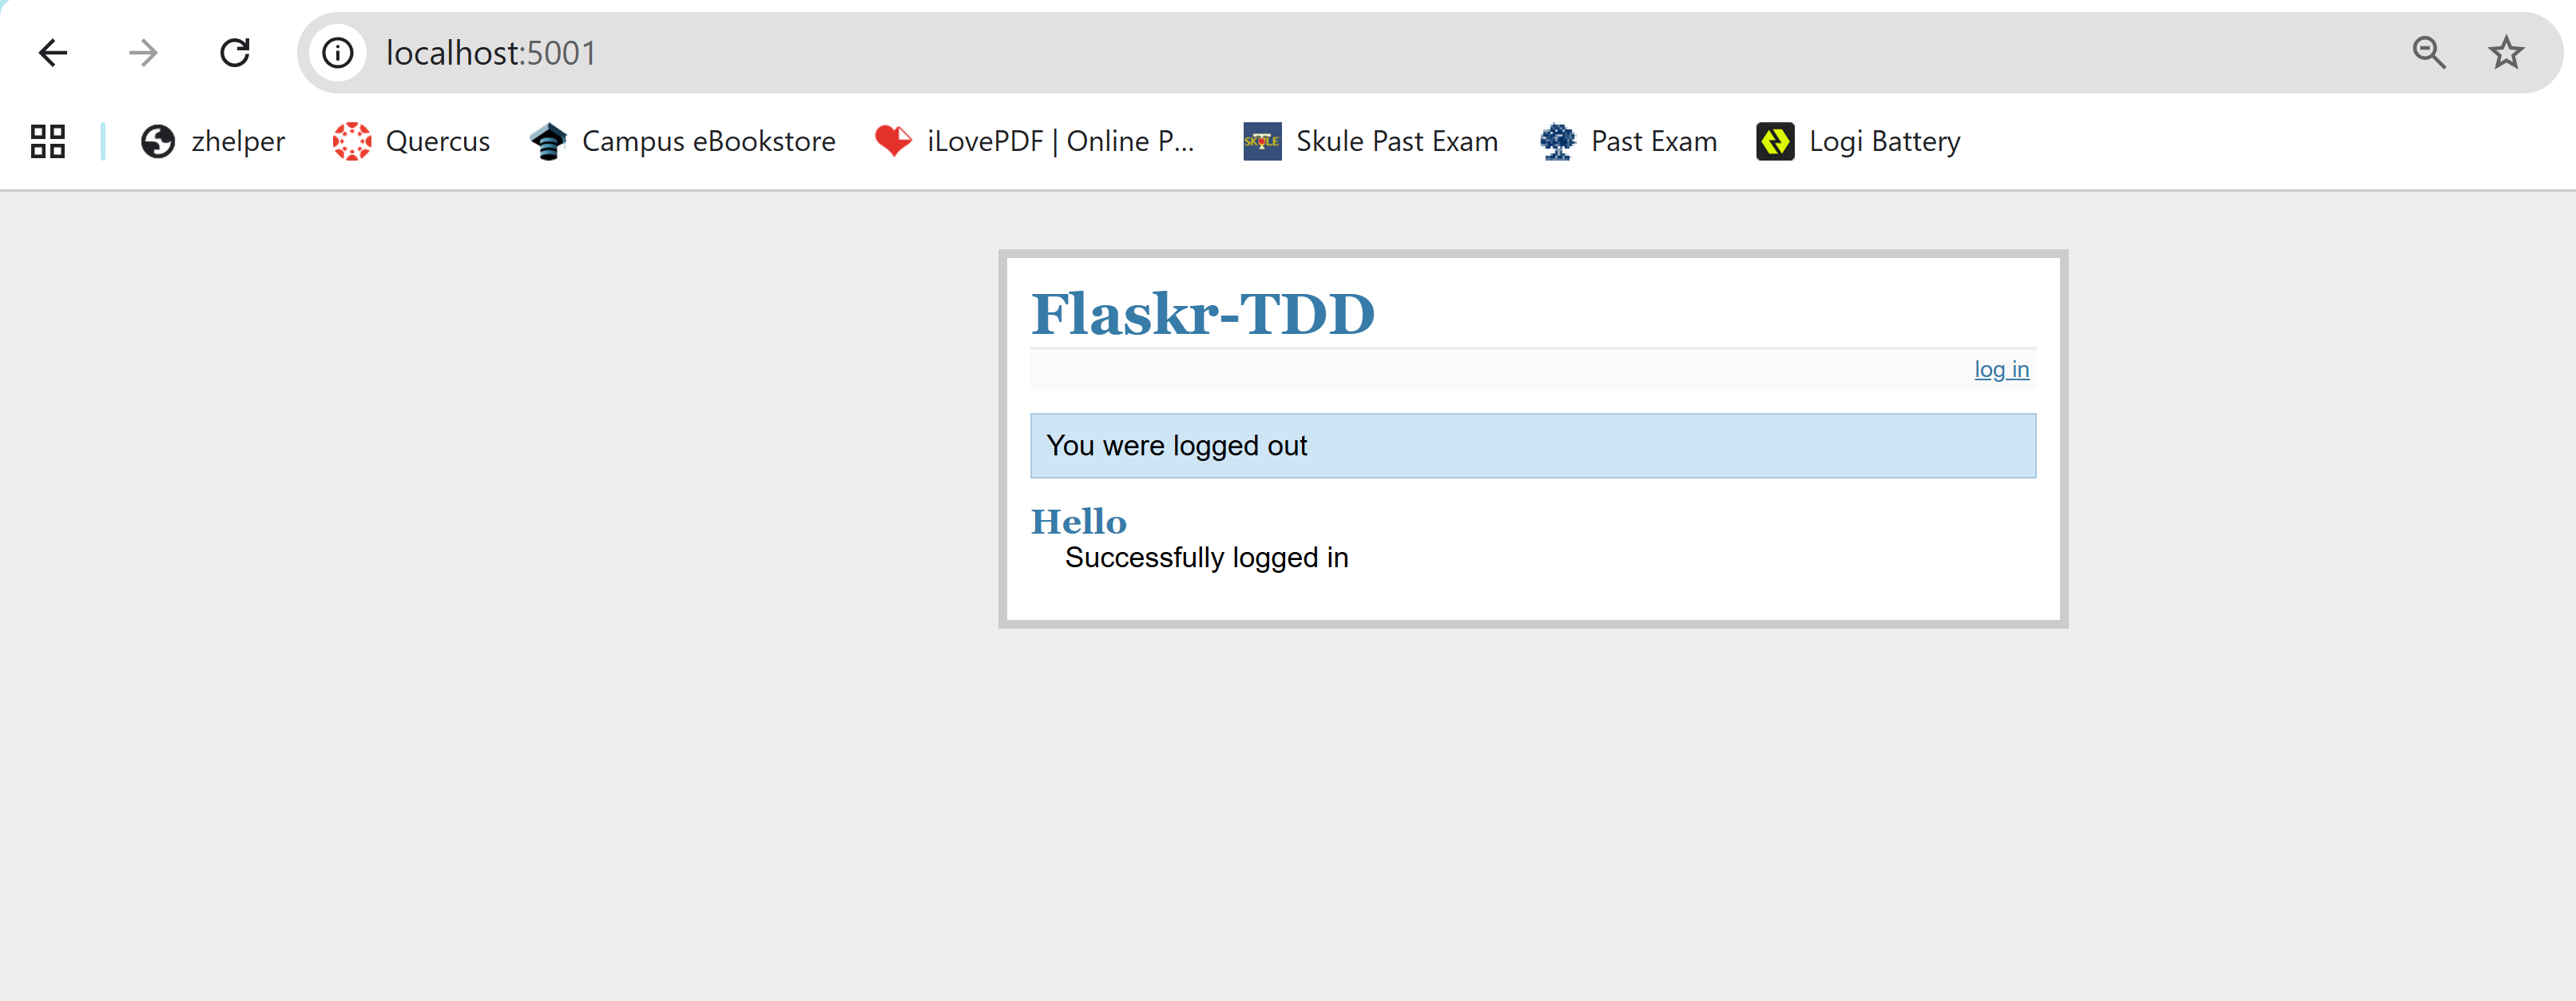 localhost:5001
zhelper Quercus Campus eBookstore iLovePDF | Online P... SKULE Skule Past Exam Past Exam Logi Battery
Flaskr-TDD
log in
You were logged out
Hello
Successfully logged in